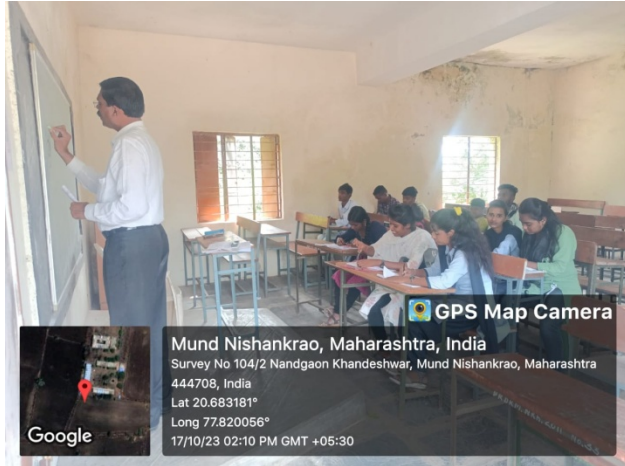 GPS Map Camera
Mund Nishankrao, Maharashtra, India
Survey No 104/2 Nandgaon Khandeshwar, Mund Nishankrao, Maharashtra
444708, India
Lat 20.683181°
Long 77.820056°
17/10/23 02:10 PM GMT +05:30
Google